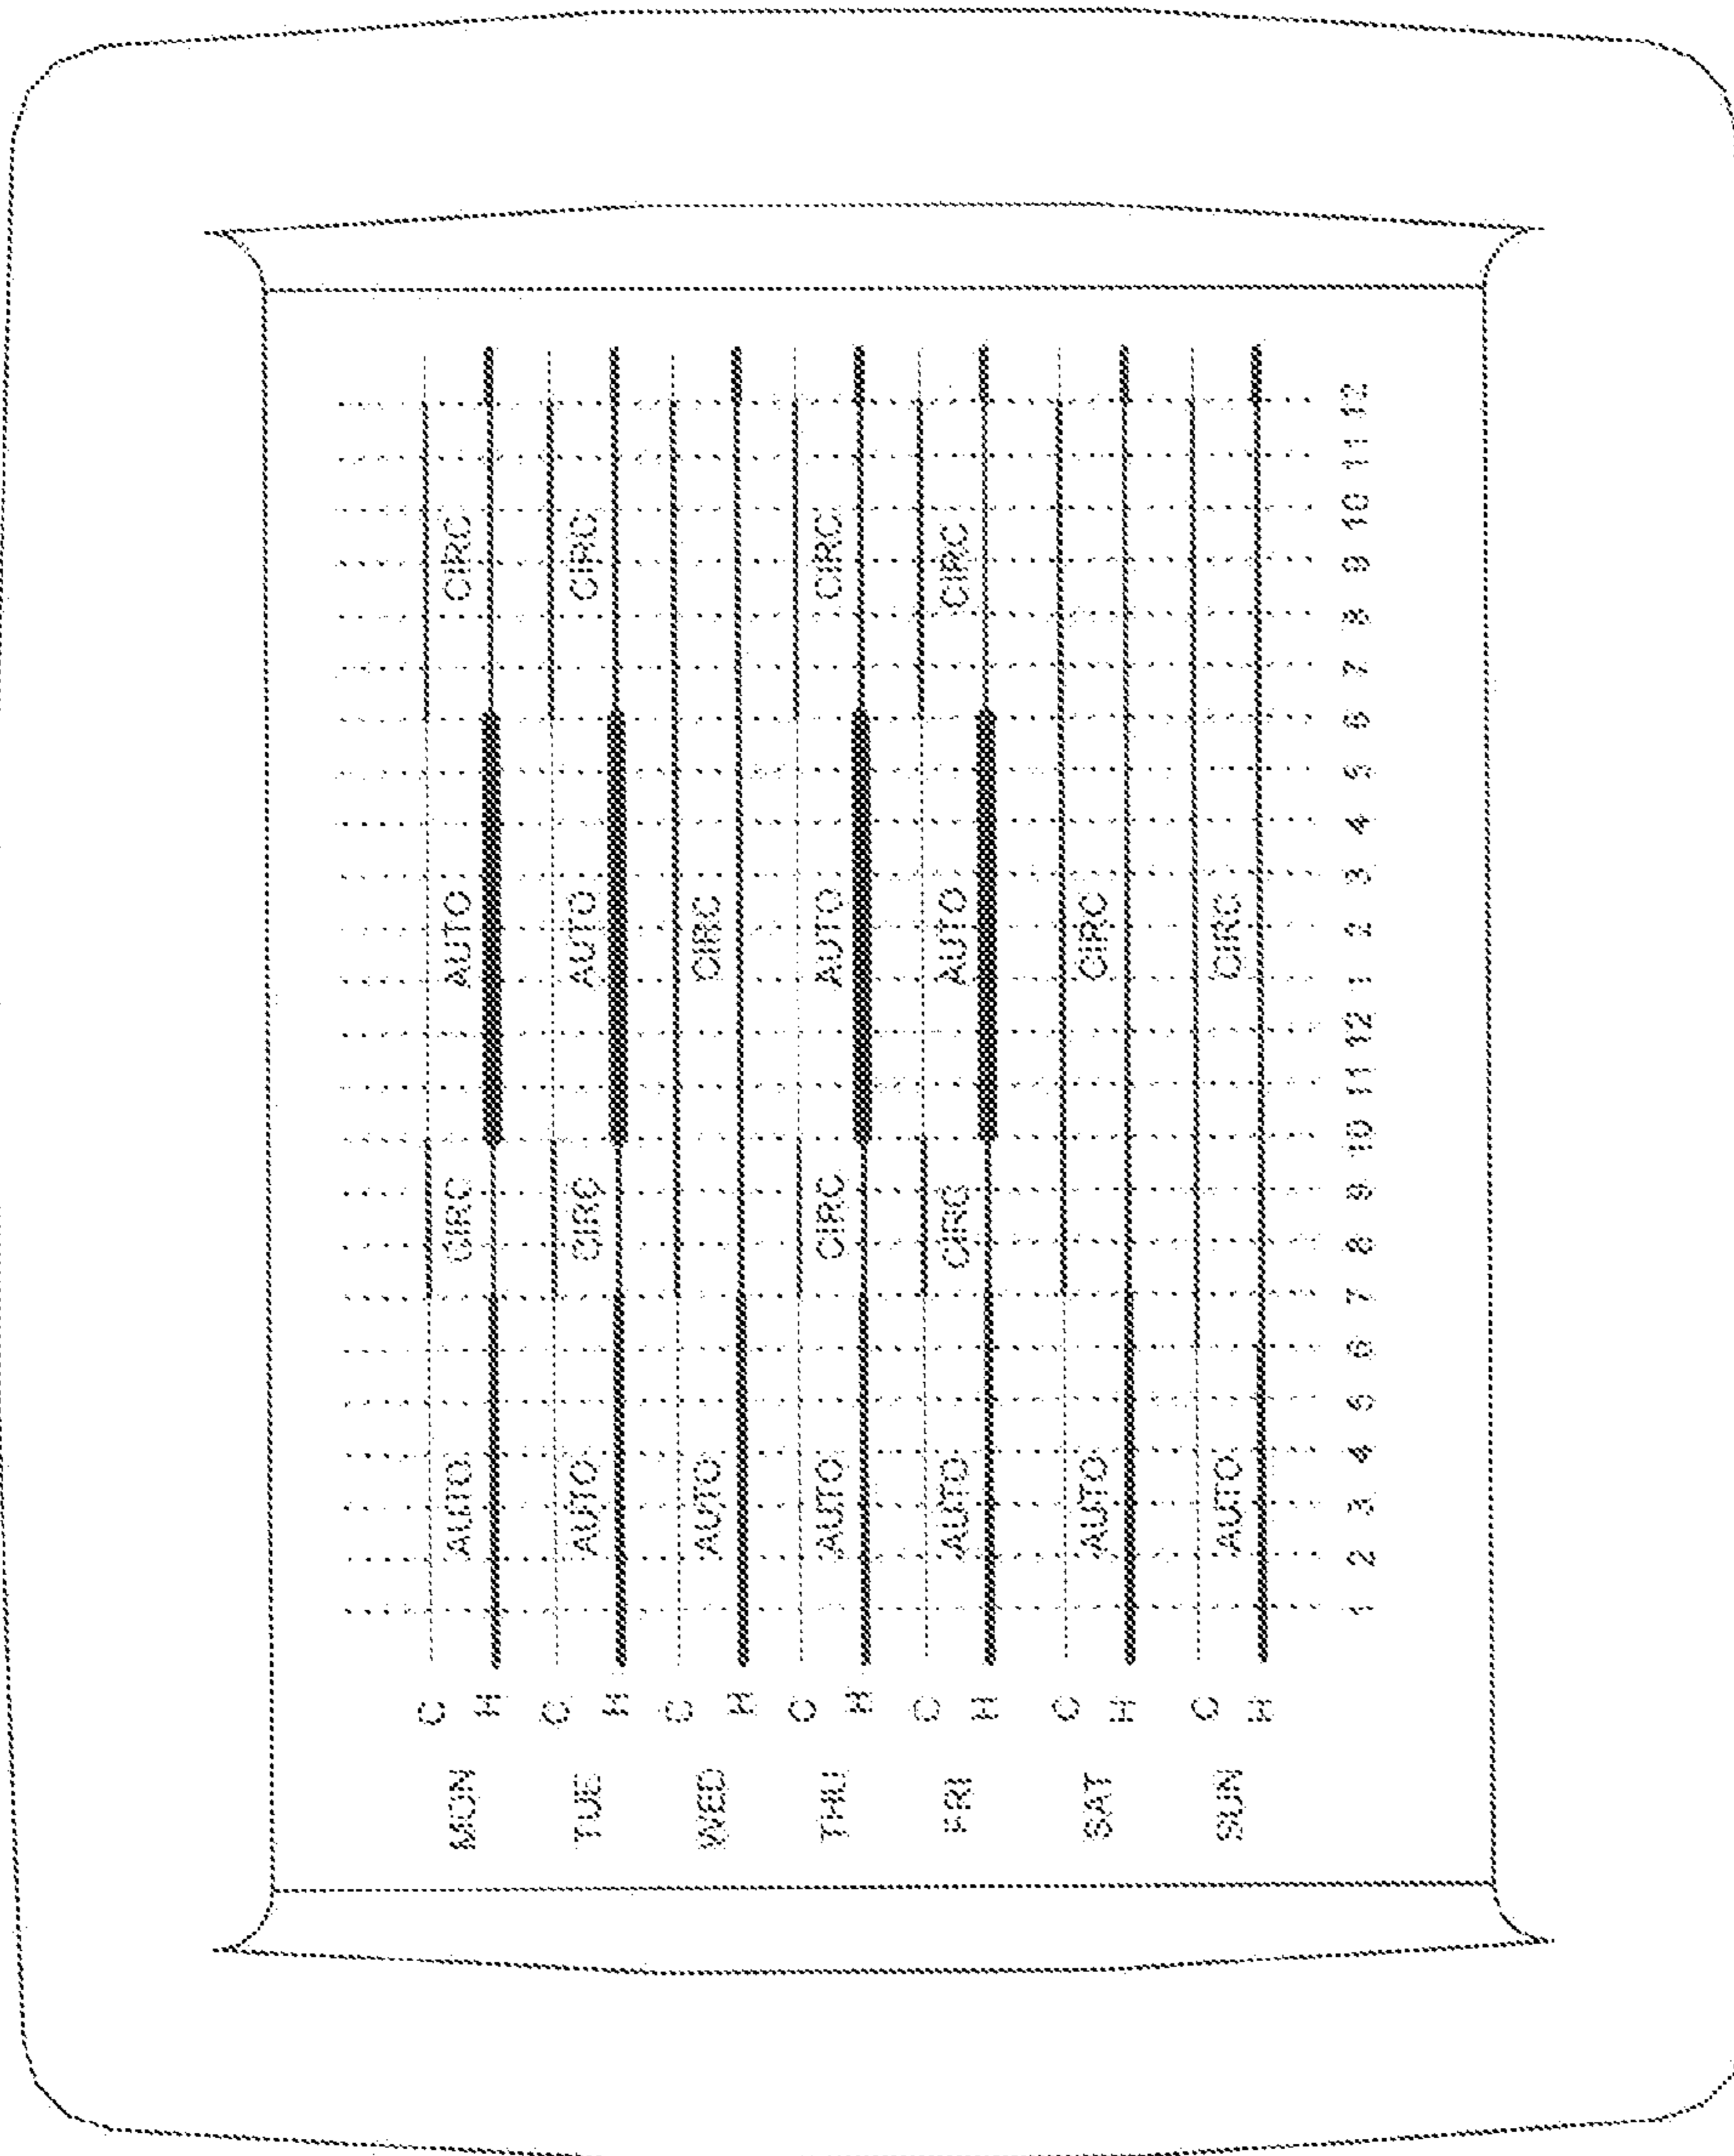 MON C AUTO CIRC AUTO CIRC
H
TUE C AUTO CIRC AUTO CIRC
H
WED C AUTO CIRC
H
THU C AUTO CIRC AUTO CIRC
H
FRI C AUTO CIRC AUTO CIRC
H
SAT C AUTO CIRC
H
SUN C AUTO CIRC
H
1 2 3 4 5 6 7 8 9 10 11 12 1 2 3 4 5 6 7 8 9 10 11 12